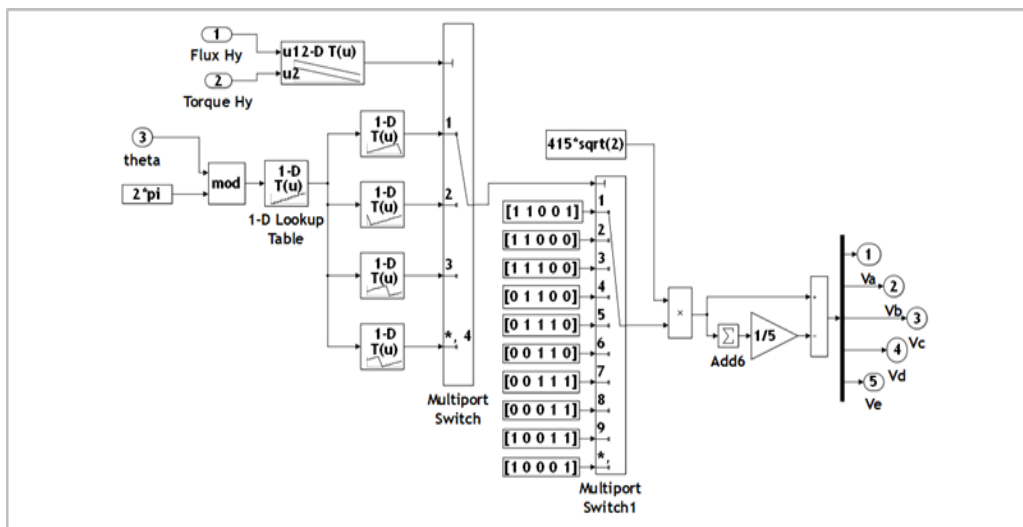 1
Flux Hy
u1 2-D T(u)
u2
2
Torque Hy
3
theta
2*pi
mod
1-D
T(u)
1-D Lookup
Table
1-D
T(u)
1-D
T(u)
1-D
T(u)
1-D
T(u)
1
2
3
*, 4
Multiport
Switch
415*sqrt(2)
[1 1 0 0 1]
[1 1 0 0 0]
[1 1 1 0 0]
[0 1 1 0 0]
[0 1 1 1 0]
[0 0 1 1 0]
[0 0 1 1 1]
[0 0 0 1 1]
[1 0 0 1 1]
[1 0 0 0 1]
1
2
3
4
5
6
7
8
9
*,
Multiport
Switch1
×
Σ
Add6
1/5
+
−
1
Va
2
Vb
3
Vc
4
Vd
5
Ve